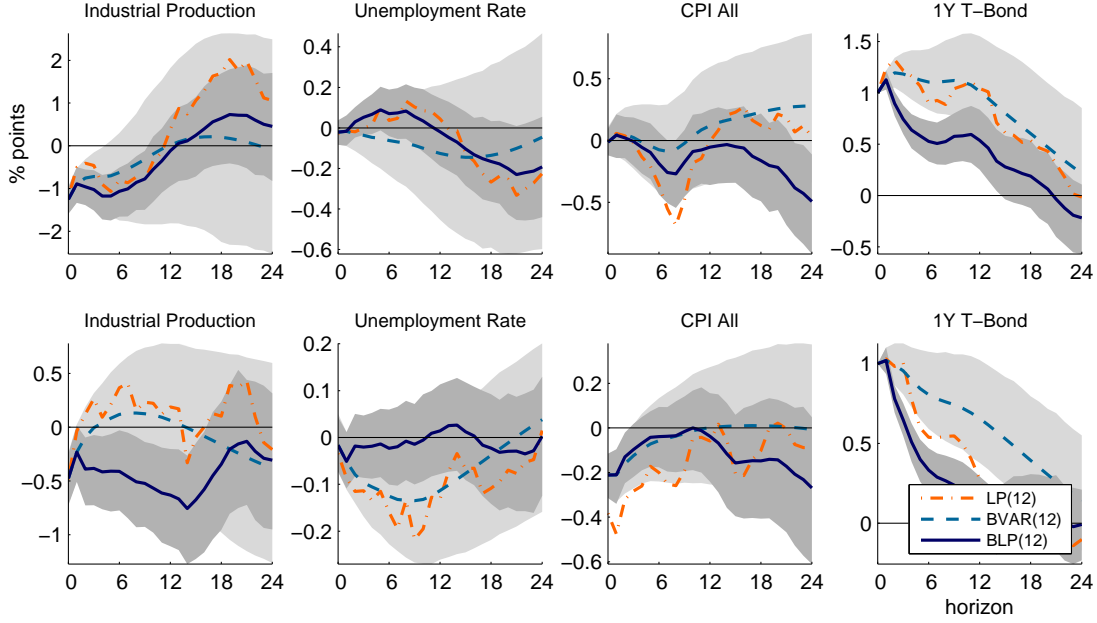 Industrial Production
Unemployment Rate
CPI All
1Y T−Bond
% points
2
1
0
−1
−2
0 6 12 18 24
0.4
0.2
0
−0.2
−0.4
−0.6
0 6 12 18 24
0.5
0
−0.5
0 6 12 18 24
1.5
1
0.5
0
−0.5
0 6 12 18 24
Industrial Production
Unemployment Rate
CPI All
1Y T−Bond
0.5
0
−0.5
−1
0 6 12 18 24
0.2
0.1
0
−0.1
−0.2
0 6 12 18 24
0.2
0
−0.2
−0.4
−0.6
0 6 12 18 24
1
0.5
0
LP(12)
BVAR(12)
BLP(12)
0 6 12 18 24
horizon